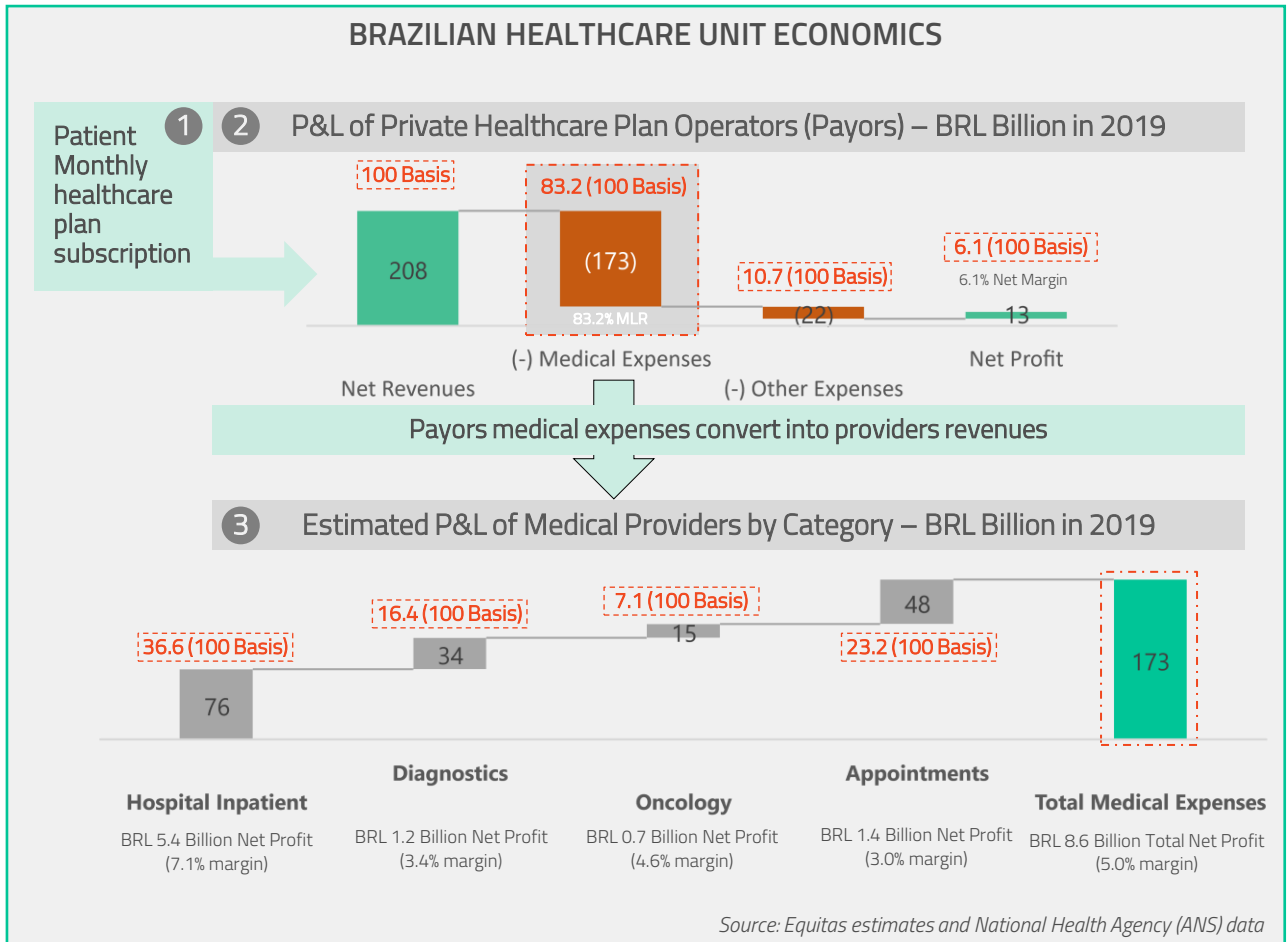 BRAZILIAN HEALTHCARE UNIT ECONOMICS
Patient
Monthly
healthcare
plan
subscription
1
2
P&L of Private Healthcare Plan Operators (Payors) – BRL Billion in 2019
100 Basis
208
Net Revenues
83.2 (100 Basis)
(173)
83.2% MLR
(-) Medical Expenses
10.7 (100 Basis)
(22)
(-) Other Expenses
6.1 (100 Basis)
6.1% Net Margin
13
Net Profit
Payors medical expenses convert into providers revenues
3
Estimated P&L of Medical Providers by Category – BRL Billion in 2019
36.6 (100 Basis)
76
Hospital Inpatient
BRL 5.4 Billion Net Profit
(7.1% margin)
16.4 (100 Basis)
34
Diagnostics
BRL 1.2 Billion Net Profit
(3.4% margin)
7.1 (100 Basis)
15
Oncology
BRL 0.7 Billion Net Profit
(4.6% margin)
48
23.2 (100 Basis)
Appointments
BRL 1.4 Billion Net Profit
(3.0% margin)
173
Total Medical Expenses
BRL 8.6 Billion Total Net Profit
(5.0% margin)
Source: Equitas estimates and National Health Agency (ANS) data